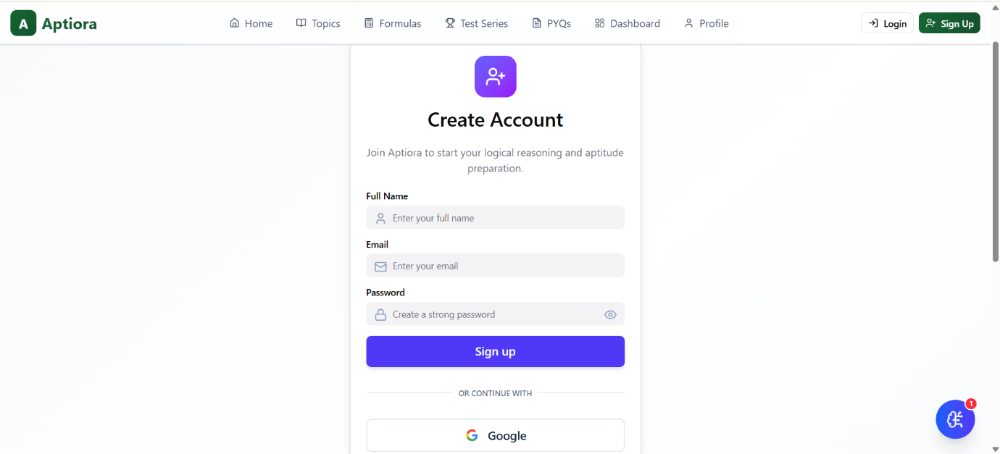 A Aptiora Home Topics Formulas Test Series PYQs Dashboard Profile Login Sign Up
Create Account
Join Aptiora to start your logical reasoning and aptitude
preparation.
Full Name
Enter your full name
Email
Enter your email
Password
Create a strong password
Sign up
OR CONTINUE WITH
Google
1